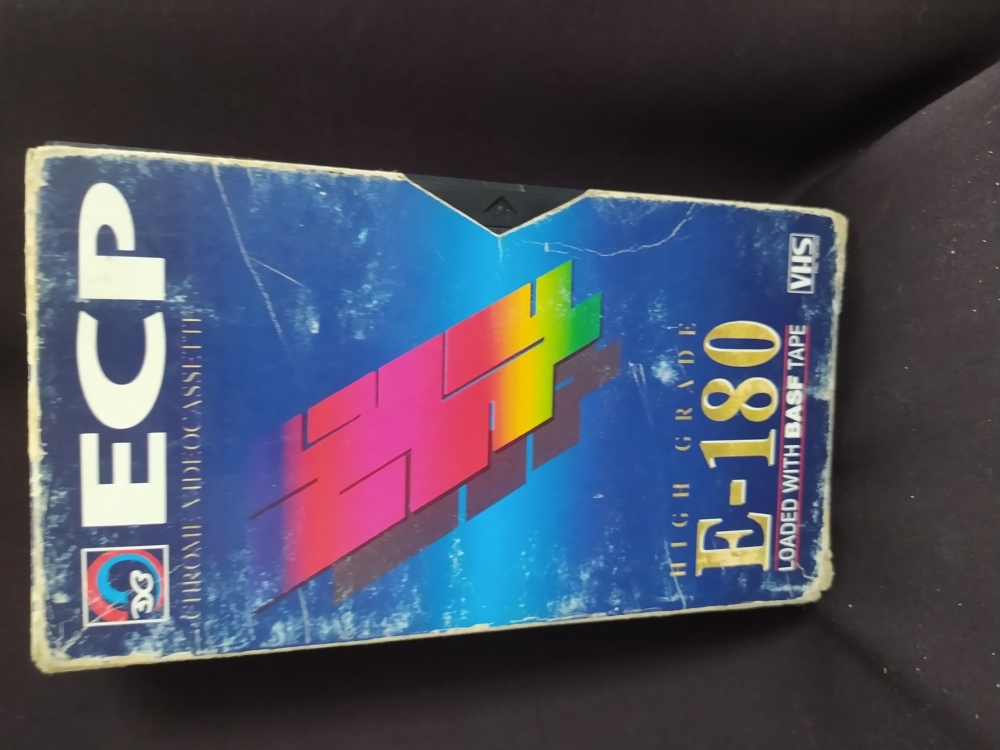 ECP
CHROME VIDEOCASSETTE
HIGH GRADE
E-180
LOADED WITH BASF TAPE
VHS